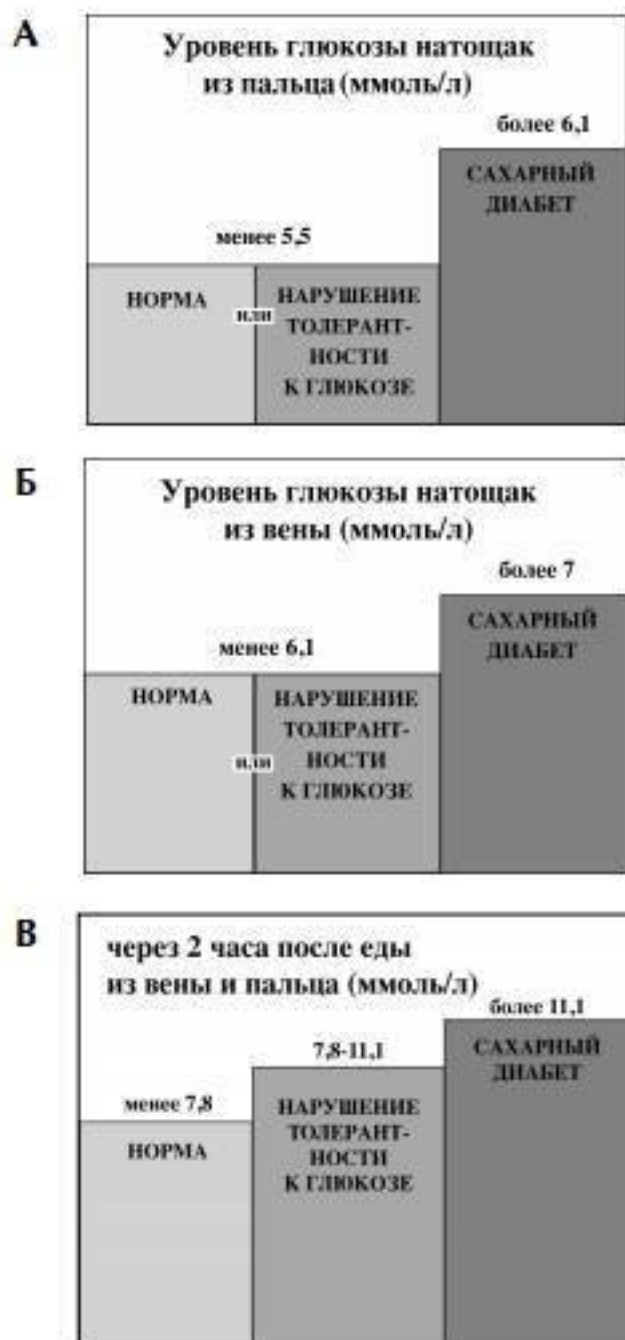 А
Уровень глюкозы натощак
из пальца (ммоль/л)
более 6,1
САХАРНЫЙ
ДИАБЕТ
менее 5,5
НОРМА
или
НАРУШЕНИЕ
ТОЛЕРАНТ-
НОСТИ
К ГЛЮКОЗЕ
Б
Уровень глюкозы натощак
из вены (ммоль/л)
более 7
САХАРНЫЙ
ДИАБЕТ
менее 6,1
НОРМА
или
НАРУШЕНИЕ
ТОЛЕРАНТ-
НОСТИ
К ГЛЮКОЗЕ
В
через 2 часа после еды
из вены и пальца (ммоль/л)
более 11,1
САХАРНЫЙ
ДИАБЕТ
7,8-11,1
НАРУШЕНИЕ
ТОЛЕРАНТ-
НОСТИ
К ГЛЮКОЗЕ
менее 7,8
НОРМА